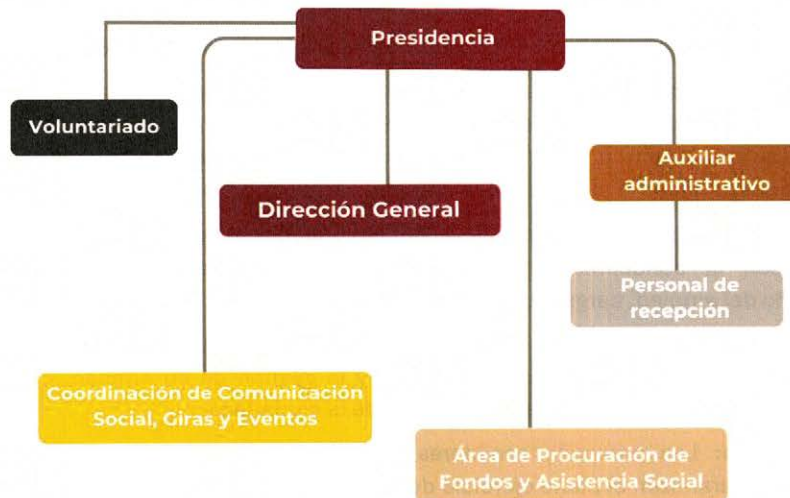 Presidencia
Voluntariado
Auxiliar
administrativo
Dirección General
Personal de
recepción
Coordinación de Comunicación
Social, Giras y Eventos
Área de Procuración de
Fondos y Asistencia Social